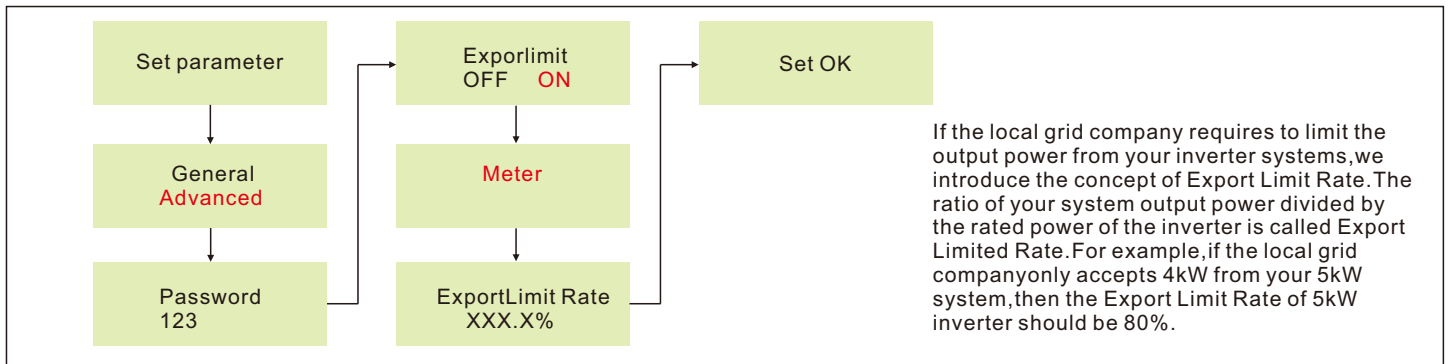 Set parameter
General
Advanced
Password
123
Exporlimit
OFF ON
Meter
ExportLimit Rate
XXX.X%
Set OK
If the local grid company requires to limit the
output power from your inverter systems,we
introduce the concept of Export Limit Rate.The
ratio of your system output power divided by
the rated power of the inverter is called Export
Limited Rate.For example,if the local grid
companyonly accepts 4kW from your 5kW
system,then the Export Limit Rate of 5kW
inverter should be 80%.